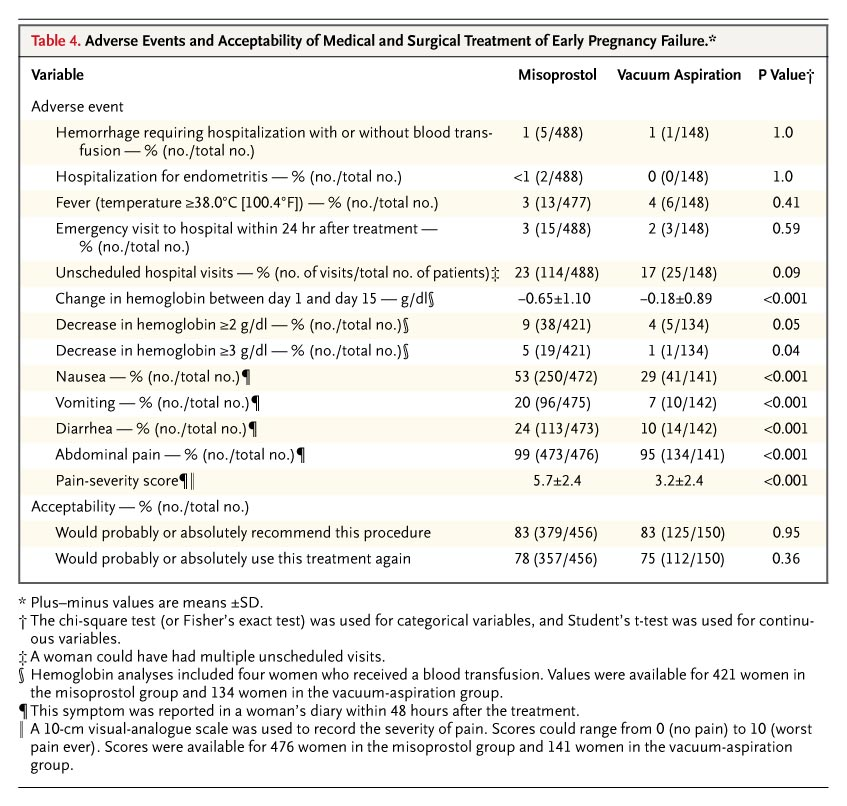 Table 4. Adverse Events and Acceptability of Medical and Surgical Treatment of Early Pregnancy Failure.*
Variable Misoprostol Vacuum Aspiration P Value†
Adverse event
Hemorrhage requiring hospitalization with or without blood trans- 1 (5/488) 1 (1/148) 1.0
fusion — % (no./total no.)
Hospitalization for endometritis — % (no./total no.) <1 (2/488) 0 (0/148) 1.0
Fever (temperature ≥38.0°C [100.4°F]) — % (no./total no.) 3 (13/477) 4 (6/148) 0.41
Emergency visit to hospital within 24 hr after treatment — 3 (15/488) 2 (3/148) 0.59
% (no./total no.)
Unscheduled hospital visits — % (no. of visits/total no. of patients)‡ 23 (114/488) 17 (25/148) 0.09
Change in hemoglobin between day 1 and day 15 — g/dl§ −0.65±1.10 −0.18±0.89 <0.001
Decrease in hemoglobin ≥2 g/dl — % (no./total no.)§ 9 (38/421) 4 (5/134) 0.05
Decrease in hemoglobin ≥3 g/dl — % (no./total no.)§ 5 (19/421) 1 (1/134) 0.04
Nausea — % (no./total no.)¶ 53 (250/472) 29 (41/141) <0.001
Vomiting — % (no./total no.)¶ 20 (96/475) 7 (10/142) <0.001
Diarrhea — % (no./total no.)¶ 24 (113/473) 10 (14/142) <0.001
Abdominal pain — % (no./total no.)¶ 99 (473/476) 95 (134/141) <0.001
Pain-severity score¶‖ 5.7±2.4 3.2±2.4 <0.001
Acceptability — % (no./total no.)
Would probably or absolutely recommend this procedure 83 (379/456) 83 (125/150) 0.95
Would probably or absolutely use this treatment again 78 (357/456) 75 (112/150) 0.36
* Plus–minus values are means ±SD.
† The chi-square test (or Fisher's exact test) was used for categorical variables, and Student's t-test was used for continu-
ous variables.
‡ A woman could have had multiple unscheduled visits.
§ Hemoglobin analyses included four women who received a blood transfusion. Values were available for 421 women in
the misoprostol group and 134 women in the vacuum-aspiration group.
¶ This symptom was reported in a woman's diary within 48 hours after the treatment.
‖ A 10-cm visual-analogue scale was used to record the severity of pain. Scores could range from 0 (no pain) to 10 (worst
pain ever). Scores were available for 476 women in the misoprostol group and 141 women in the vacuum-aspiration
group.